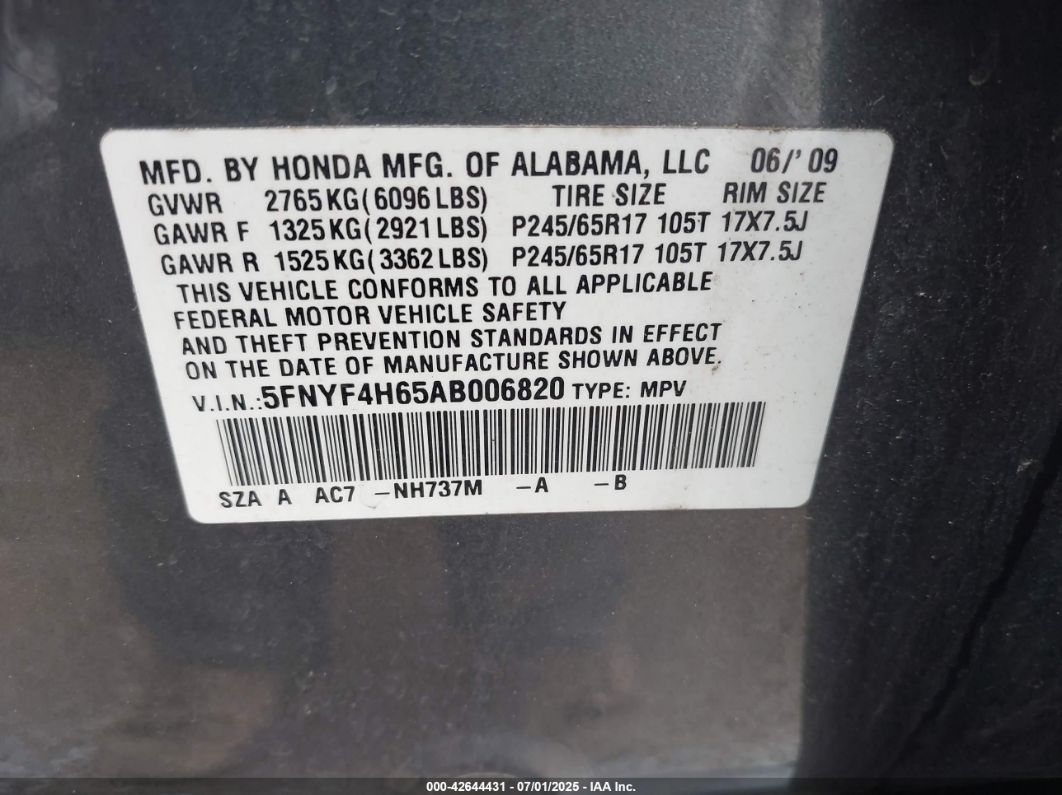 MFD. BY HONDA MFG. OF ALABAMA, LLC 06/'09
GVWR 2765KG(6096LBS) TIRE SIZE RIM SIZE
GAWR F 1325KG(2921LBS) P245/65R17 105T 17X7.5J
GAWR R 1525KG(3362LBS) P245/65R17 105T 17X7.5J
THIS VEHICLE CONFORMS TO ALL APPLICABLE
FEDERAL MOTOR VEHICLE SAFETY
AND THEFT PREVENTION STANDARDS IN EFFECT
ON THE DATE OF MANUFACTURE SHOWN ABOVE.
V.I.N.:5FNYF4H65AB006820 TYPE: MPV
SZA A AC7 -NH737M -A -B
000-42644431 - 07/01/2025 - IAA Inc.